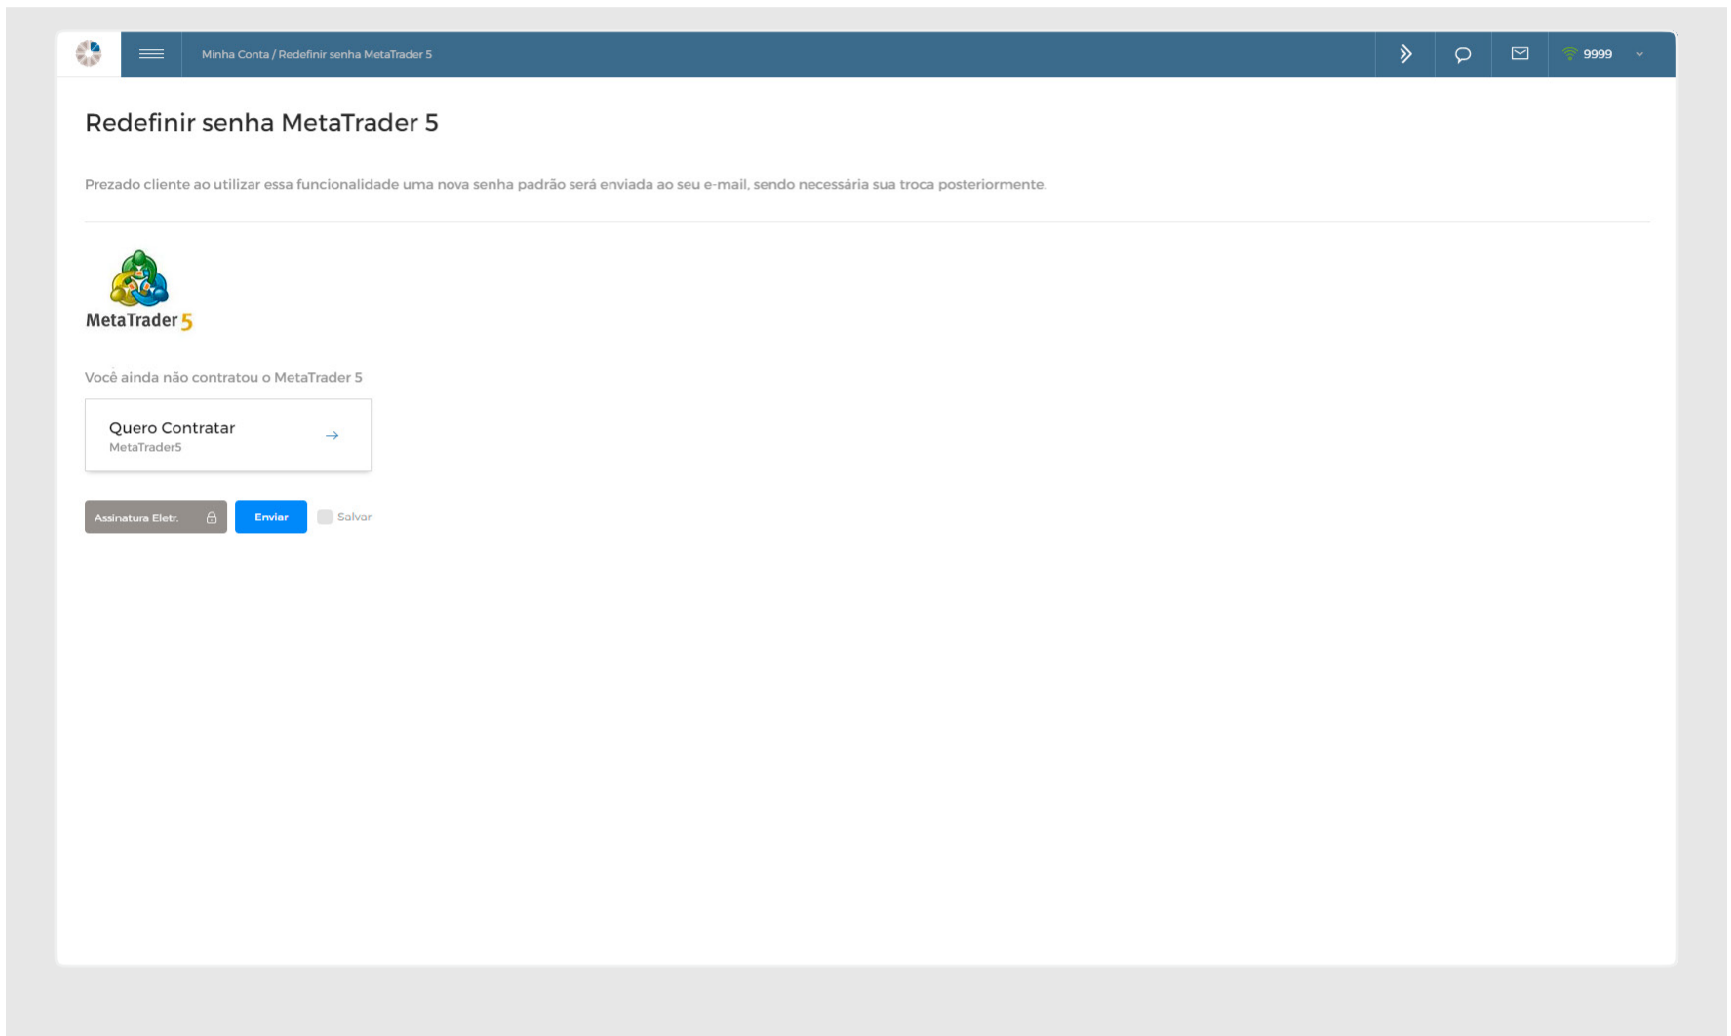 Minha Conta / Redefinir senha MetaTrader 5
9999
Redefinir senha MetaTrader 5
Prezado cliente ao utilizar essa funcionalidade uma nova senha padrão será enviada ao seu e-mail, sendo necessária sua troca posteriormente.
MetaTrader 5
Você ainda não contratou o MetaTrader 5
Quero Contratar
MetaTrader5
Assinatura Eletr. Enviar Salvar